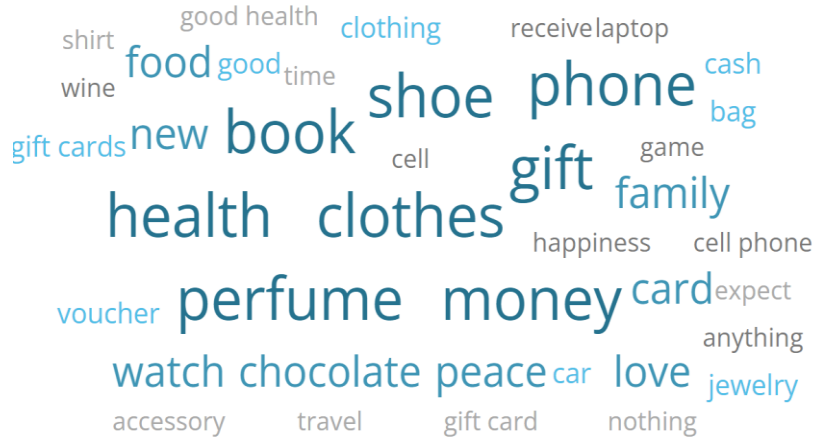 good health
shirt food good time clothing receive laptop cash
wine shoe phone bag
gift cards new book cell gift game
health clothes family
happiness cell phone
voucher perfume money card expect
anything
watch chocolate peace car love jewelry
accessory travel gift card nothing